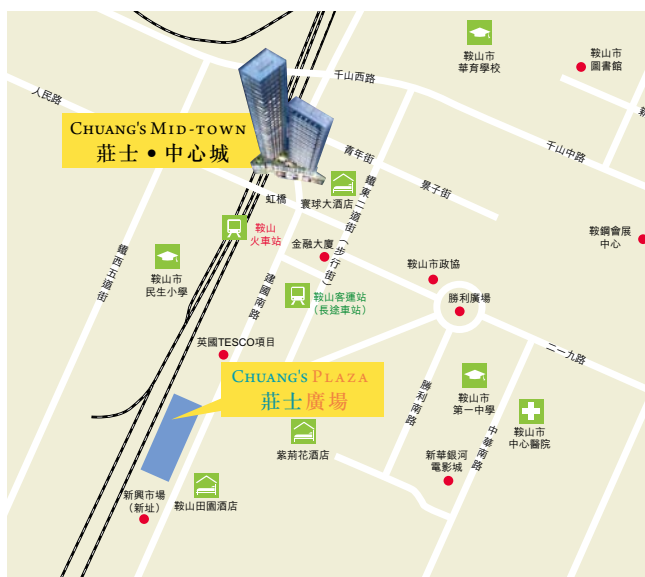 鞍山市
華育學校
鞍山市
圖書館
千山西路
人民路
CHUANG'S MID-TOWN
莊士•中心城
青年街
千山中路
景子街
虹橋
寰球大酒店
鐵東二道街（步行街）
鞍山
火車站
金融大廈
鞍鋼會展
中心
鐵西五道街
鞍山市
民生小學
建國南路
鞍山市政協
鞍山客運站
（長途車站）
勝利廣場
二一九路
英國TESCO項目
CHUANG'S PLAZA
莊士廣場
勝利南路
鞍山市
第一中學
中華南路
鞍山市
中心醫院
紫荊花酒店
新華銀河
電影城
新興市場
（新址）
鞍山田園酒店